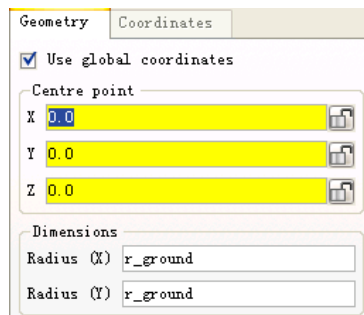 Geometry Coordinates
Use global coordinates
Centre point
X 0.0
Y 0.0
Z 0.0
Dimensions
Radius (X) r_ground
Radius (Y) r_ground